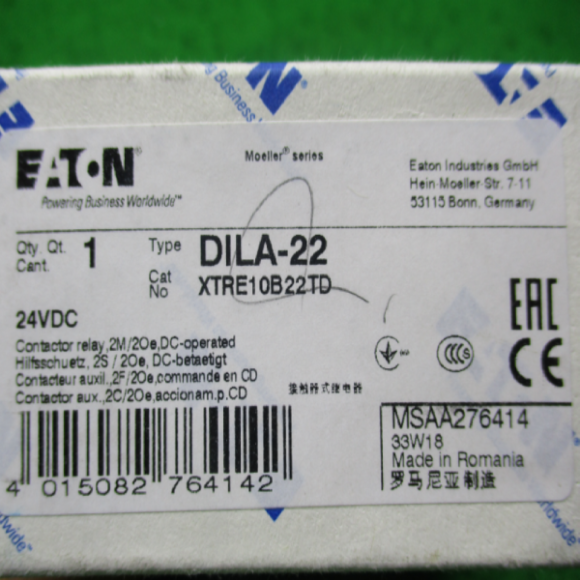 EATON
Powering Business Worldwide™
Moeller® series
Eaton Industries GmbH
Hein-Moeller-Str. 7-11
53115 Bonn, Germany
Qty. Qt.
Cant.
1
Type DILA-22
Cat
No XTRE10B22TD
24VDC
Contactor relay,2M/2Oe,DC-operated
Hilfsschuetz, 2S / 2Oe, DC-betaetigt
Contacteur auxil.,2F/2Oe,commande en CD
Contactor aux.,2C/2Oe,accionam.p.CD
接触器式继电器
EAC
CCC S
CE
MSAA276414
33W18
Made in Romania
罗马尼亚制造
4 015082 764142